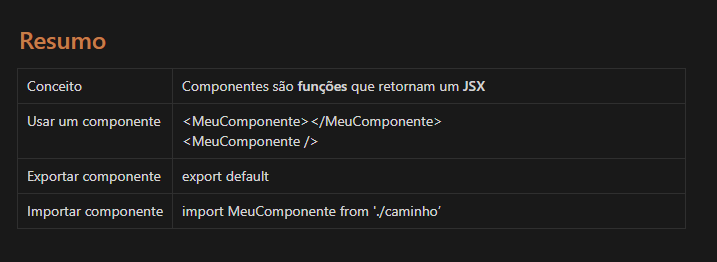 Resumo
Conceito Componentes são funções que retornam um JSX
Usar um componente <MeuComponente></MeuComponente>
<MeuComponente />
Exportar componente export default
Importar componente import MeuComponente from './caminho’